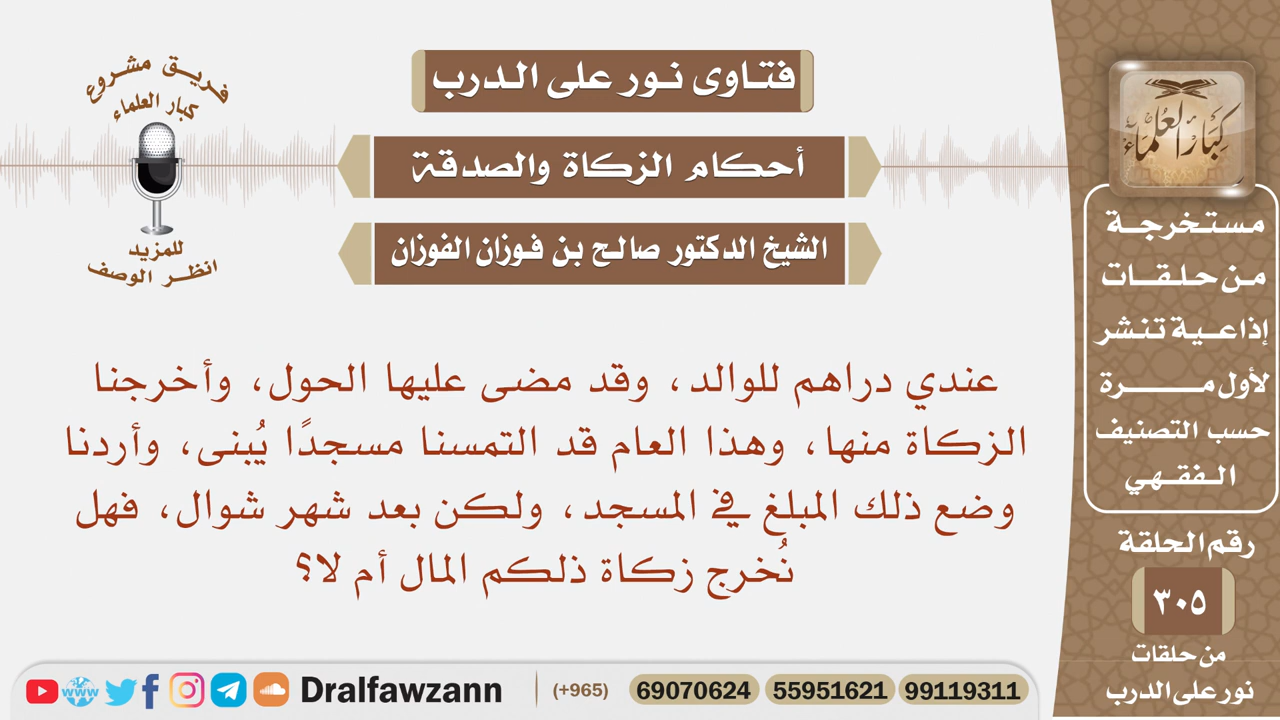 فتاوى نور على الدرب
أحكام الزكاة والصدقة
الشيخ الدكتور صالح بن فوزان الفوزان
فريق مشروع
كبار العلماء
للمزيد
انظر الوصف
عندي دراهم للوالد، وقد مضى عليها الحول، وأخرجنا
الزكاة منها، وهذا العام قد التمسنا مسجدًا يُبنى، وأردنا
وضع ذلك المبلغ في المسجد، ولكن بعد شهر شوال، فهل
نُخرج زكاة ذلكم المال أم لا؟
كبار العلماء
مستخرجة
من حلقات
إذاعية تنشر
لأول مرة
حسب التصنيف
الفقهي
رقم الحلقة
٣٠٥
من حلقات
نور على الدرب
www Dralfawzann (+965) 69070624 55951621 99119311